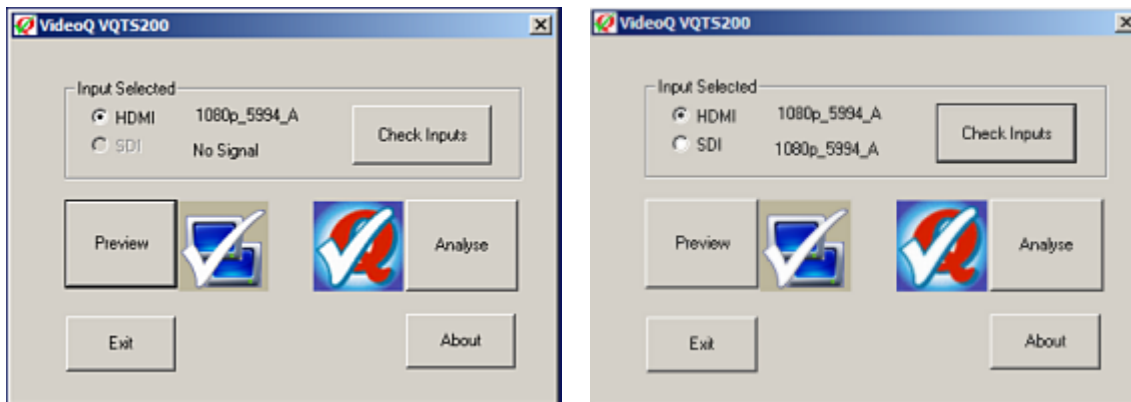 VideoQ VQTS200
Input Selected
HDMI 1080p_5994_A
SDI No Signal
Check Inputs
Preview
Analyse
Exit
About
VideoQ VQTS200
Input Selected
HDMI 1080p_5994_A
SDI 1080p_5994_A
Check Inputs
Preview
Analyse
Exit
About